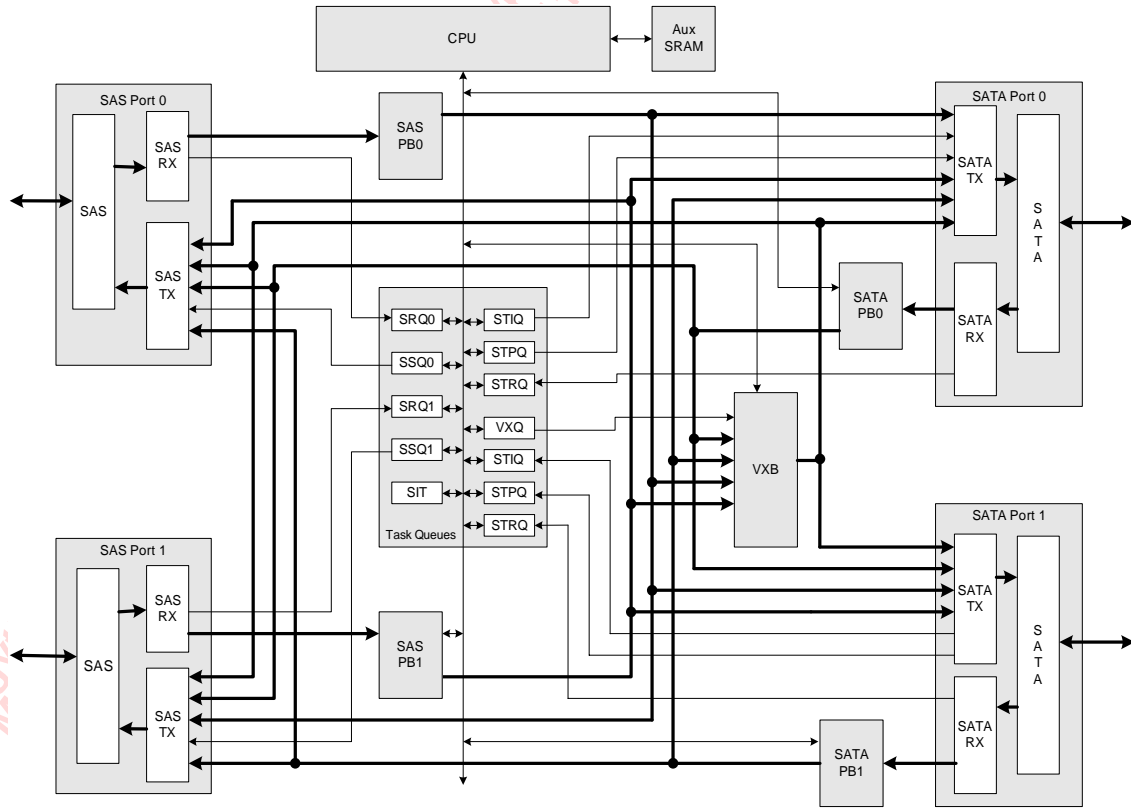 CPU
Aux
SRAM
SAS Port 0
SAS
RX
SAS
SAS
TX
SAS
PB0
SATA Port 0
SATA
TX
S
A
T
A
SATA
RX
SATA
PB0
SRQ0
STIQ
SSQ0
STPQ
STRQ
SRQ1
VXQ
SSQ1
STIQ
SIT
STPQ
STRQ
Task Queues
VXB
SAS Port 1
SAS
RX
SAS
SAS
TX
SAS
PB1
SATA Port 1
SATA
TX
S
A
T
A
SATA
RX
SATA
PB1